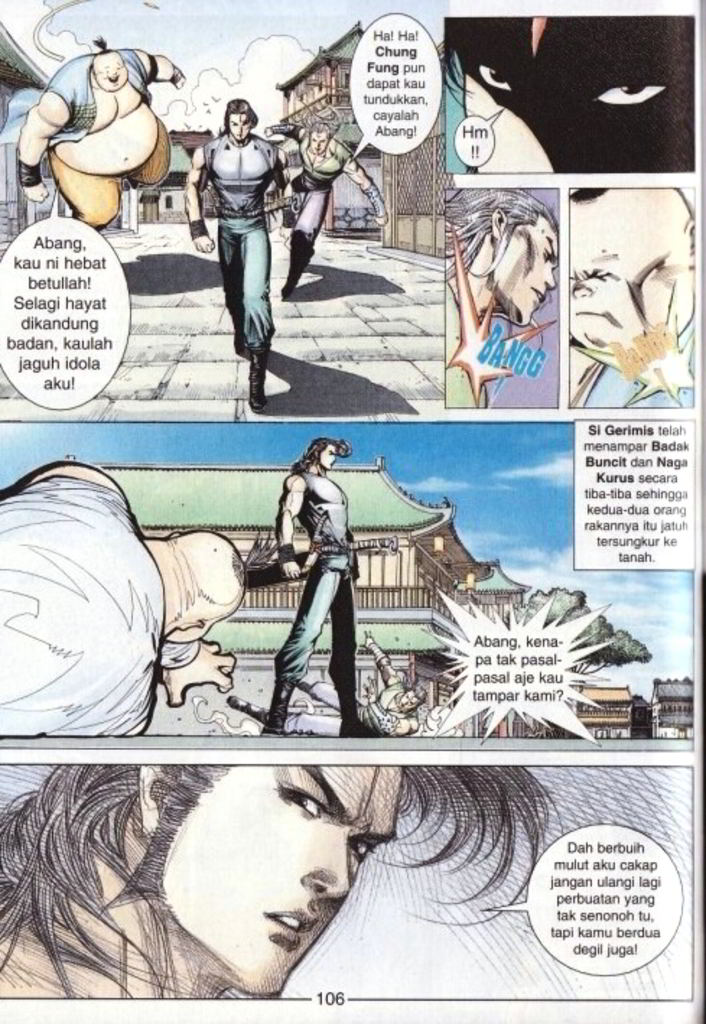 Ha! Ha!
Chung
Fung pun
dapat kau
tundukkan,
cayalah
Abang!
Abang,
kau ni hebat
betullah!
Selagi hayat
dikandung
badan, kaulah
jaguh idola
aku!
Hm
!!
BANGG
BANGG
Si Gerimis telah
menampar Badak
Buncit dan Naga
Kurus secara
tiba-tiba sehingga
kedua-dua orang
rakannya itu jatuh
tersungkur ke
tanah.
Abang, kena-
pa tak pasal-
pasal aje kau
tampar kami?
Dah berbuih
mulut aku cakap
jangan ulangi lagi
perbuatan yang
tak senonoh tu,
tapi kamu berdua
degil juga!
106